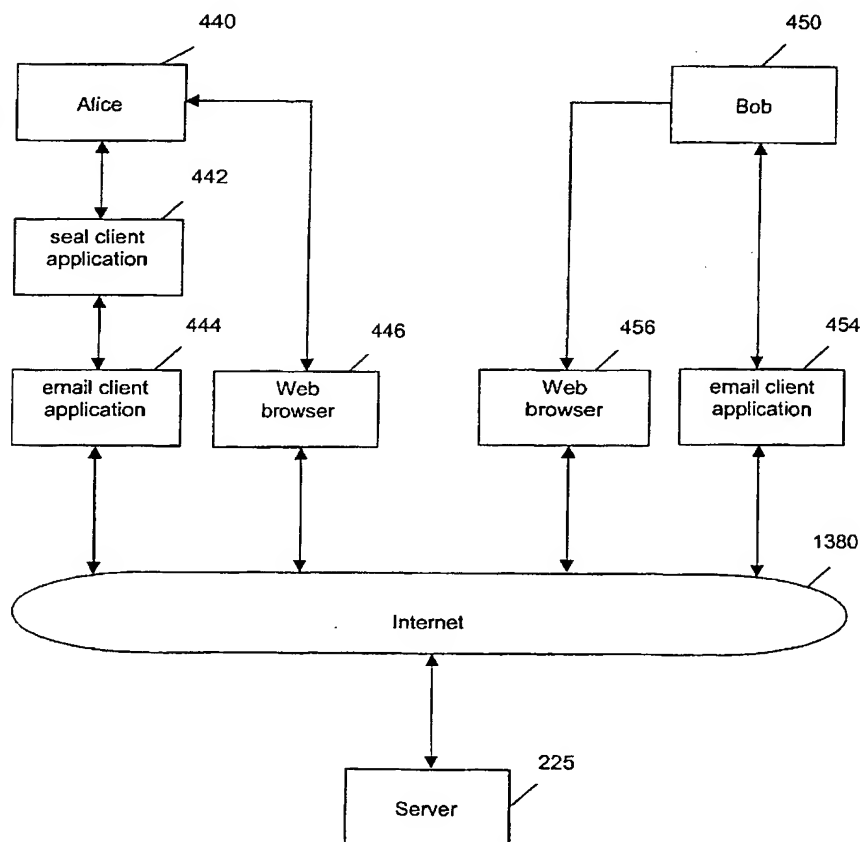 440
450
Alice
Bob
442
seal client
application
444
446
456
454
email client
application
Web
browser
Web
browser
email client
application
1380
Internet
225
Server